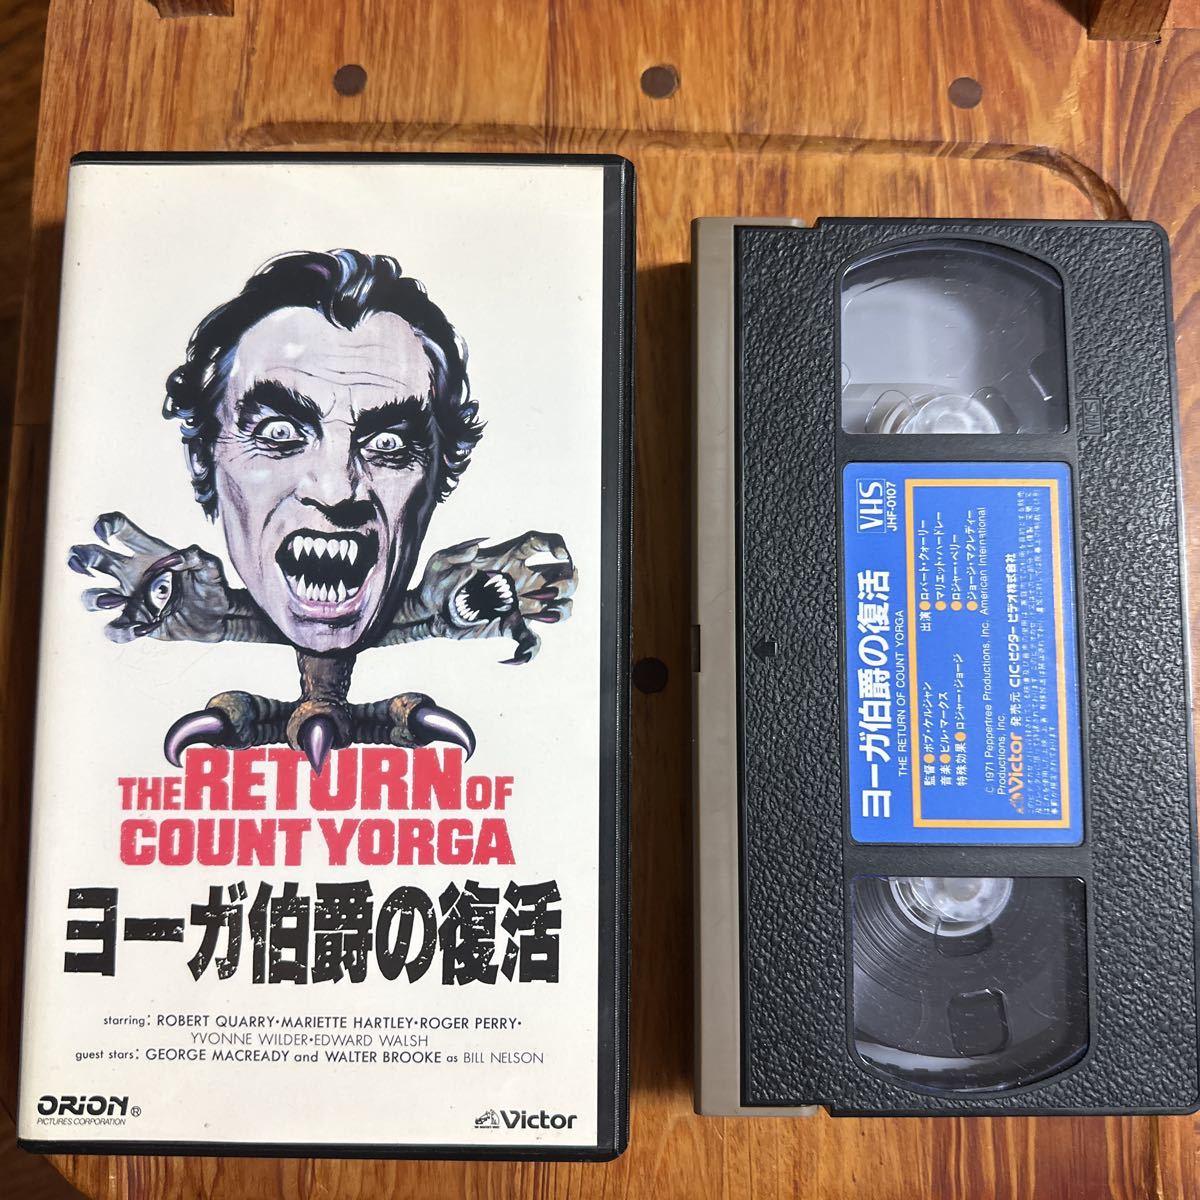 THE RETURN OF
COUNT YORGA
ヨーガ伯爵の復活
starring: ROBERT QUARRY・MARIETTE HARTLEY・ROGER PERRY・
YVONNE WILDER・EDWARD WALSH
guest stars: GEORGE MACREADY and WALTER BROOKE as BILL NELSON
ORION®
PICTURES CORPORATION
Victor
VHS
VHS
JHF-0107
ヨーガ伯爵の復活
THE RETURN OF COUNT YORGA
監督●ボブ・ケルジャン
音楽●ビル・マークス
特殊効果●ロジャー・ジョージ
出演●ロバート・クォーリー
●マリエット・ハートレー
●ロジャー・ペリー
●ジョージ・マクレディー
C 1971 Peppertree Productions, Inc. American International
Productions, Inc.
Victor 発売元 CIC・ビクター ビデオ株式会社